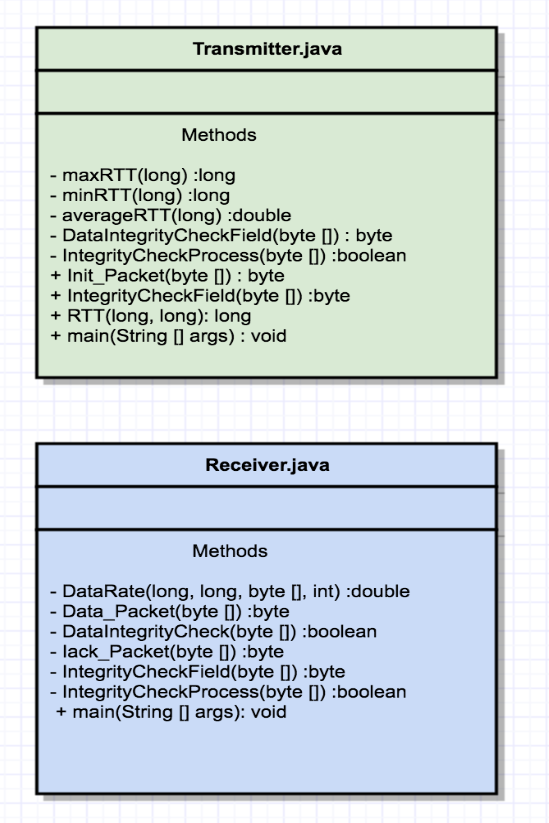 Transmitter.java
Methods
- maxRTT(long) :long
- minRTT(long) :long
- averageRTT(long) :double
- DataIntegrityCheckField(byte []) : byte
- IntegrityCheckProcess(byte []) :boolean
+ Init_Packet(byte []) : byte
+ IntegrityCheckField(byte []) :byte
+ RTT(long, long): long
+ main(String [] args) : void
Receiver.java
Methods
- DataRate(long, long, byte [], int) :double
- Data_Packet(byte []) :byte
- DataIntegrityCheck(byte []) :boolean
- Iack_Packet(byte []) :byte
- IntegrityCheckField(byte []) :byte
- IntegrityCheckProcess(byte []) :boolean
+ main(String [] args): void